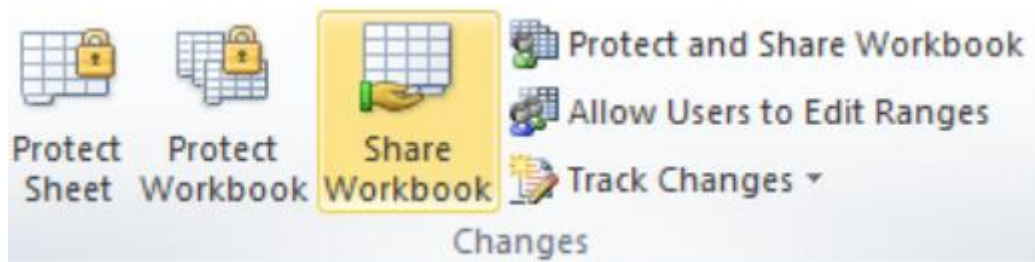 Protect
Sheet
Protect
Workbook
Share
Workbook
Protect and Share Workbook
Allow Users to Edit Ranges
Track Changes
Changes